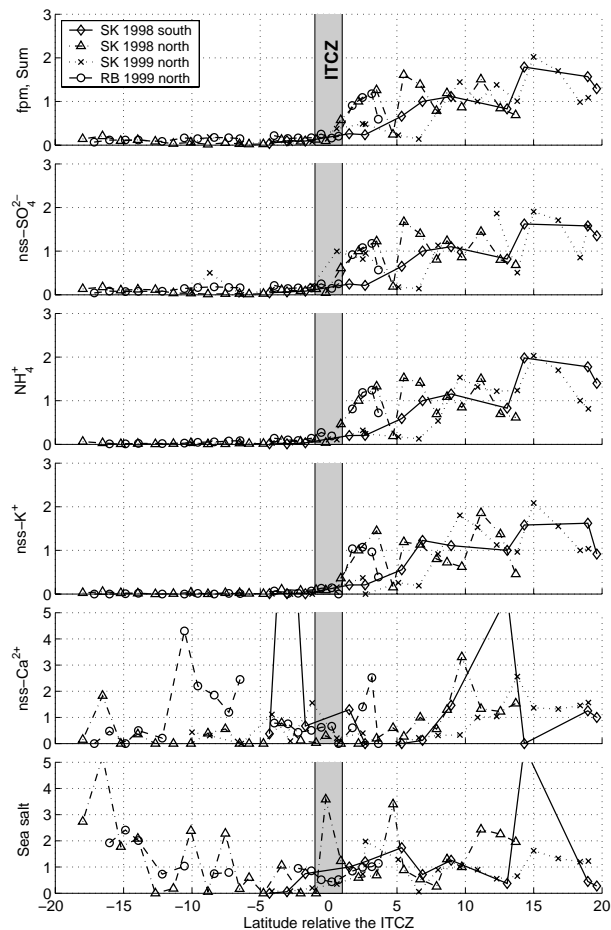 SK 1998 south
SK 1998 north
SK 1999 north
RB 1999 north
ITCZ
fpm, Sum
3
2
1
0
nss−SO₄²⁻
3
2
1
0
NH₄⁺
3
2
1
0
nss−K⁺
3
2
1
0
nss−Ca²⁺
5
4
3
2
1
0
Sea salt
5
4
3
2
1
0
−20 −15 −10 −5 0 5 10 15 20
Latitude relative the ITCZ